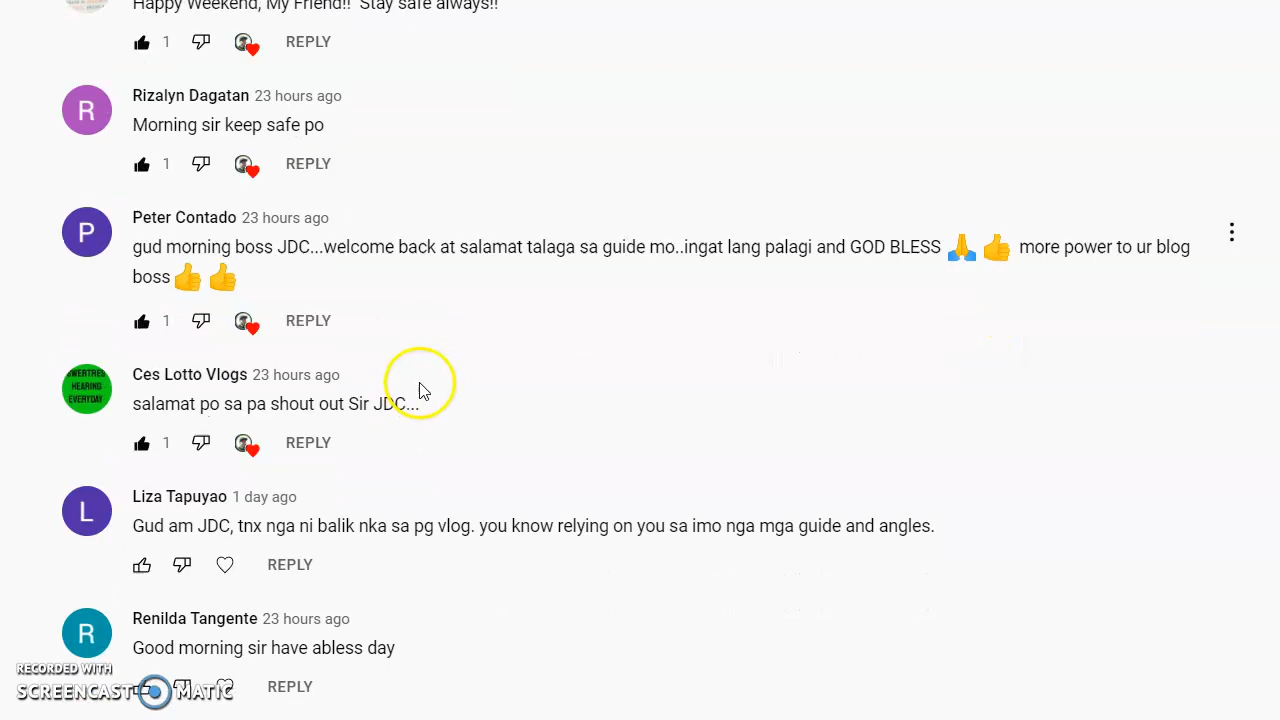 Happy Weekend, My Friend!! Stay safe always!!
1 REPLY
R
Rizalyn Dagatan 23 hours ago
Morning sir keep safe po
1 REPLY
P
Peter Contado 23 hours ago
gud morning boss JDC...welcome back at salamat talaga sa guide mo..ingat lang palagi and GOD BLESS 🙏 👍 more power to ur blog
boss👍 👍
1 REPLY
HEARING
EVERYDAY
Ces Lotto Vlogs 23 hours ago
salamat po sa pa shout out Sir JDC...
1 REPLY
L
Liza Tapuyao 1 day ago
Gud am JDC, tnx nga ni balik nka sa pg vlog. you know relying on you sa imo nga mga guide and angles.
REPLY
R
Renilda Tangente 23 hours ago
Good morning sir have abless day
REPLY
RECORDED WITH
SCREENCAST MATIC